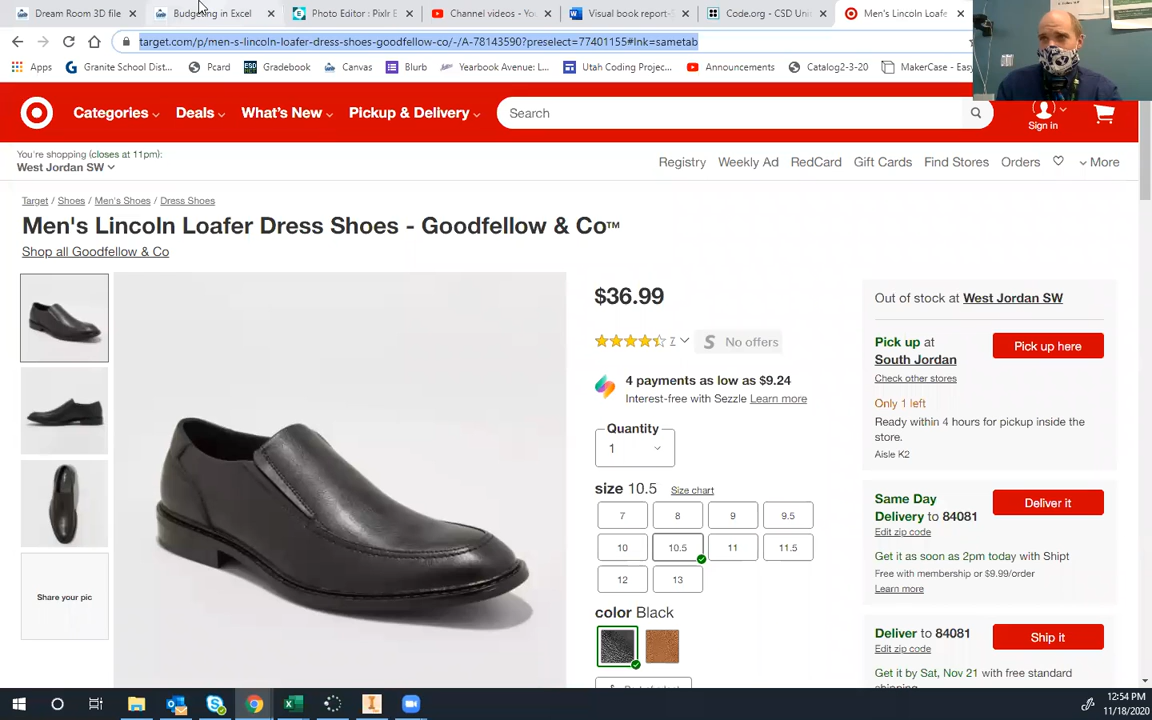 Dream Room 3D file
Budgeting in Excel
Photo Editor : Pixlr E
Channel videos - Yo
Visual book report-S
Code.org - CSD Uni
Men's Lincoln Loafe
target.com/p/men-s-lincoln-loafer-dress-shoes-goodfellow-co/-/A-78143590?preselect=77401155#lnk=sametab
Apps
Granite School Dist...
Pcard
Gradebook
Canvas
Blurb
Yearbook Avenue: L...
Utah Coding Projec...
Announcements
Catalog2-3-20
MakerCase - Eas
Categories
Deals
What's New
Pickup & Delivery
Search
Sign in
You're shopping (closes at 11pm):
West Jordan SW
Registry
Weekly Ad
RedCard
Gift Cards
Find Stores
Orders
More
Target / Shoes / Men's Shoes / Dress Shoes
Men's Lincoln Loafer Dress Shoes - Goodfellow & Co™
Shop all Goodfellow & Co
Share your pic
$36.99
7
S No offers
4 payments as low as $9.24
Interest-free with Sezzle Learn more
Quantity
1
size 10.5 Size chart
7 8 9 9.5
10 10.5 11 11.5
12 13
color Black
Out of stock at West Jordan SW
Pick up at
South Jordan
Check other stores
Pick up here
Only 1 left
Ready within 4 hours for pickup inside the
store.
Aisle K2
Same Day
Delivery to 84081
Edit zip code
Deliver it
Get it as soon as 2pm today with Shipt
Free with membership or $9.99/order
Learn more
Deliver to 84081
Edit zip code
Ship it
Get it by Sat, Nov 21 with free standard
12:54 PM
11/18/2020